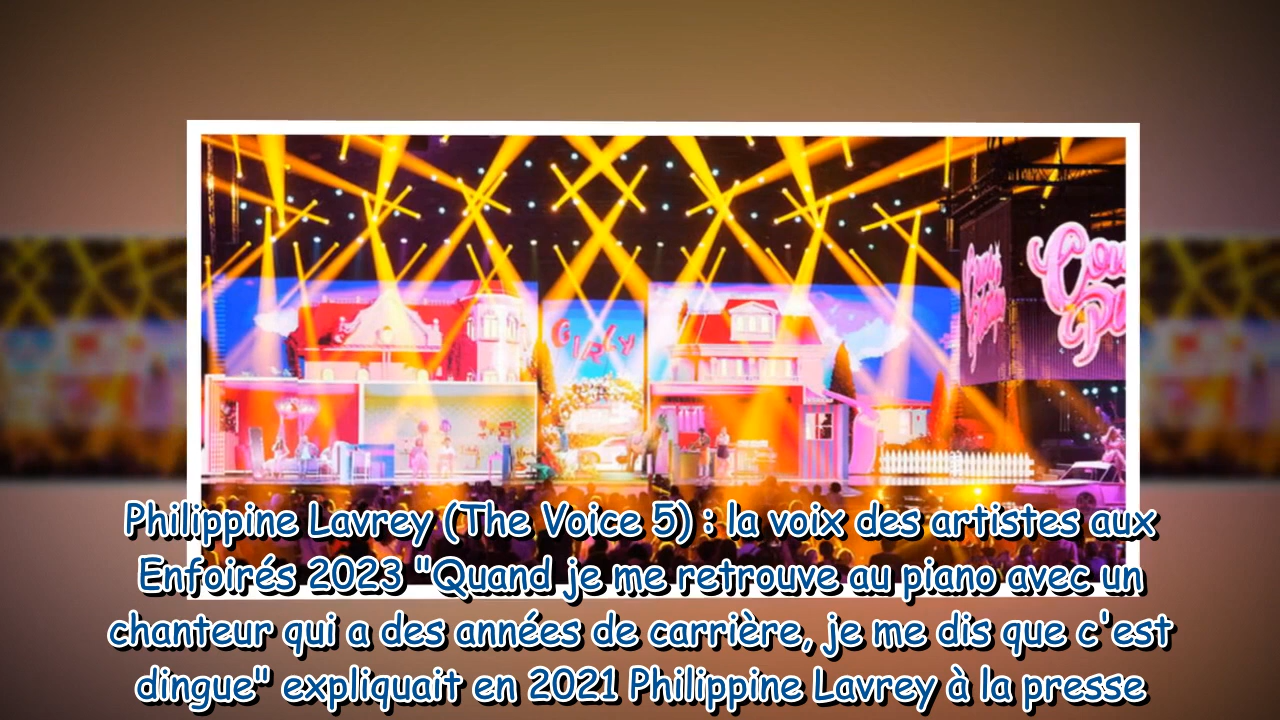 GIRLY
Philippine Lavrey (The Voice 5) : la voix des artistes aux
Enfoirés 2023 "Quand je me retrouve au piano avec un
chanteur qui a des années de carrière, je me dis que c'est
dingue" expliquait en 2021 Philippine Lavrey à la presse